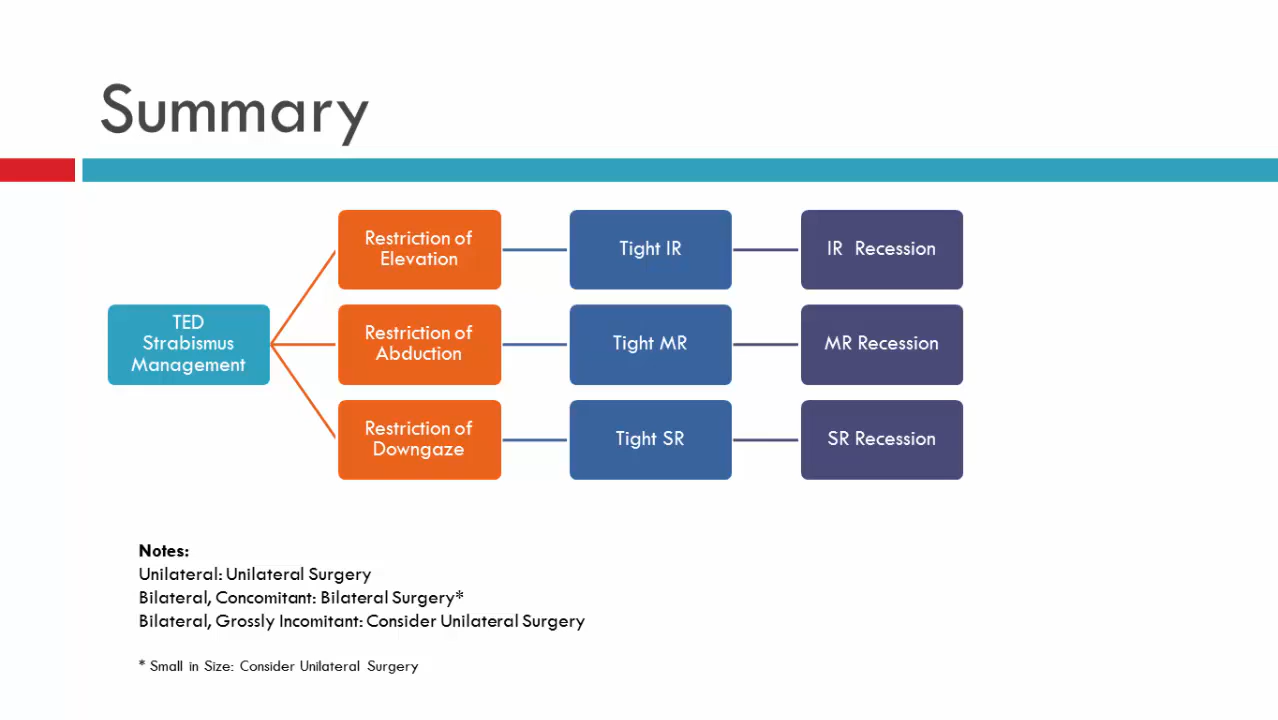 Summary
Restriction of
Elevation
Tight IR
IR Recession
TED
Strabismus
Management
Restriction of
Abduction
Tight MR
MR Recession
Restriction of
Downgaze
Tight SR
SR Recession
Notes:
Unilateral: Unilateral Surgery
Bilateral, Concomitant: Bilateral Surgery*
Bilateral, Grossly Incomitant: Consider Unilateral Surgery
* Small in Size: Consider Unilateral Surgery